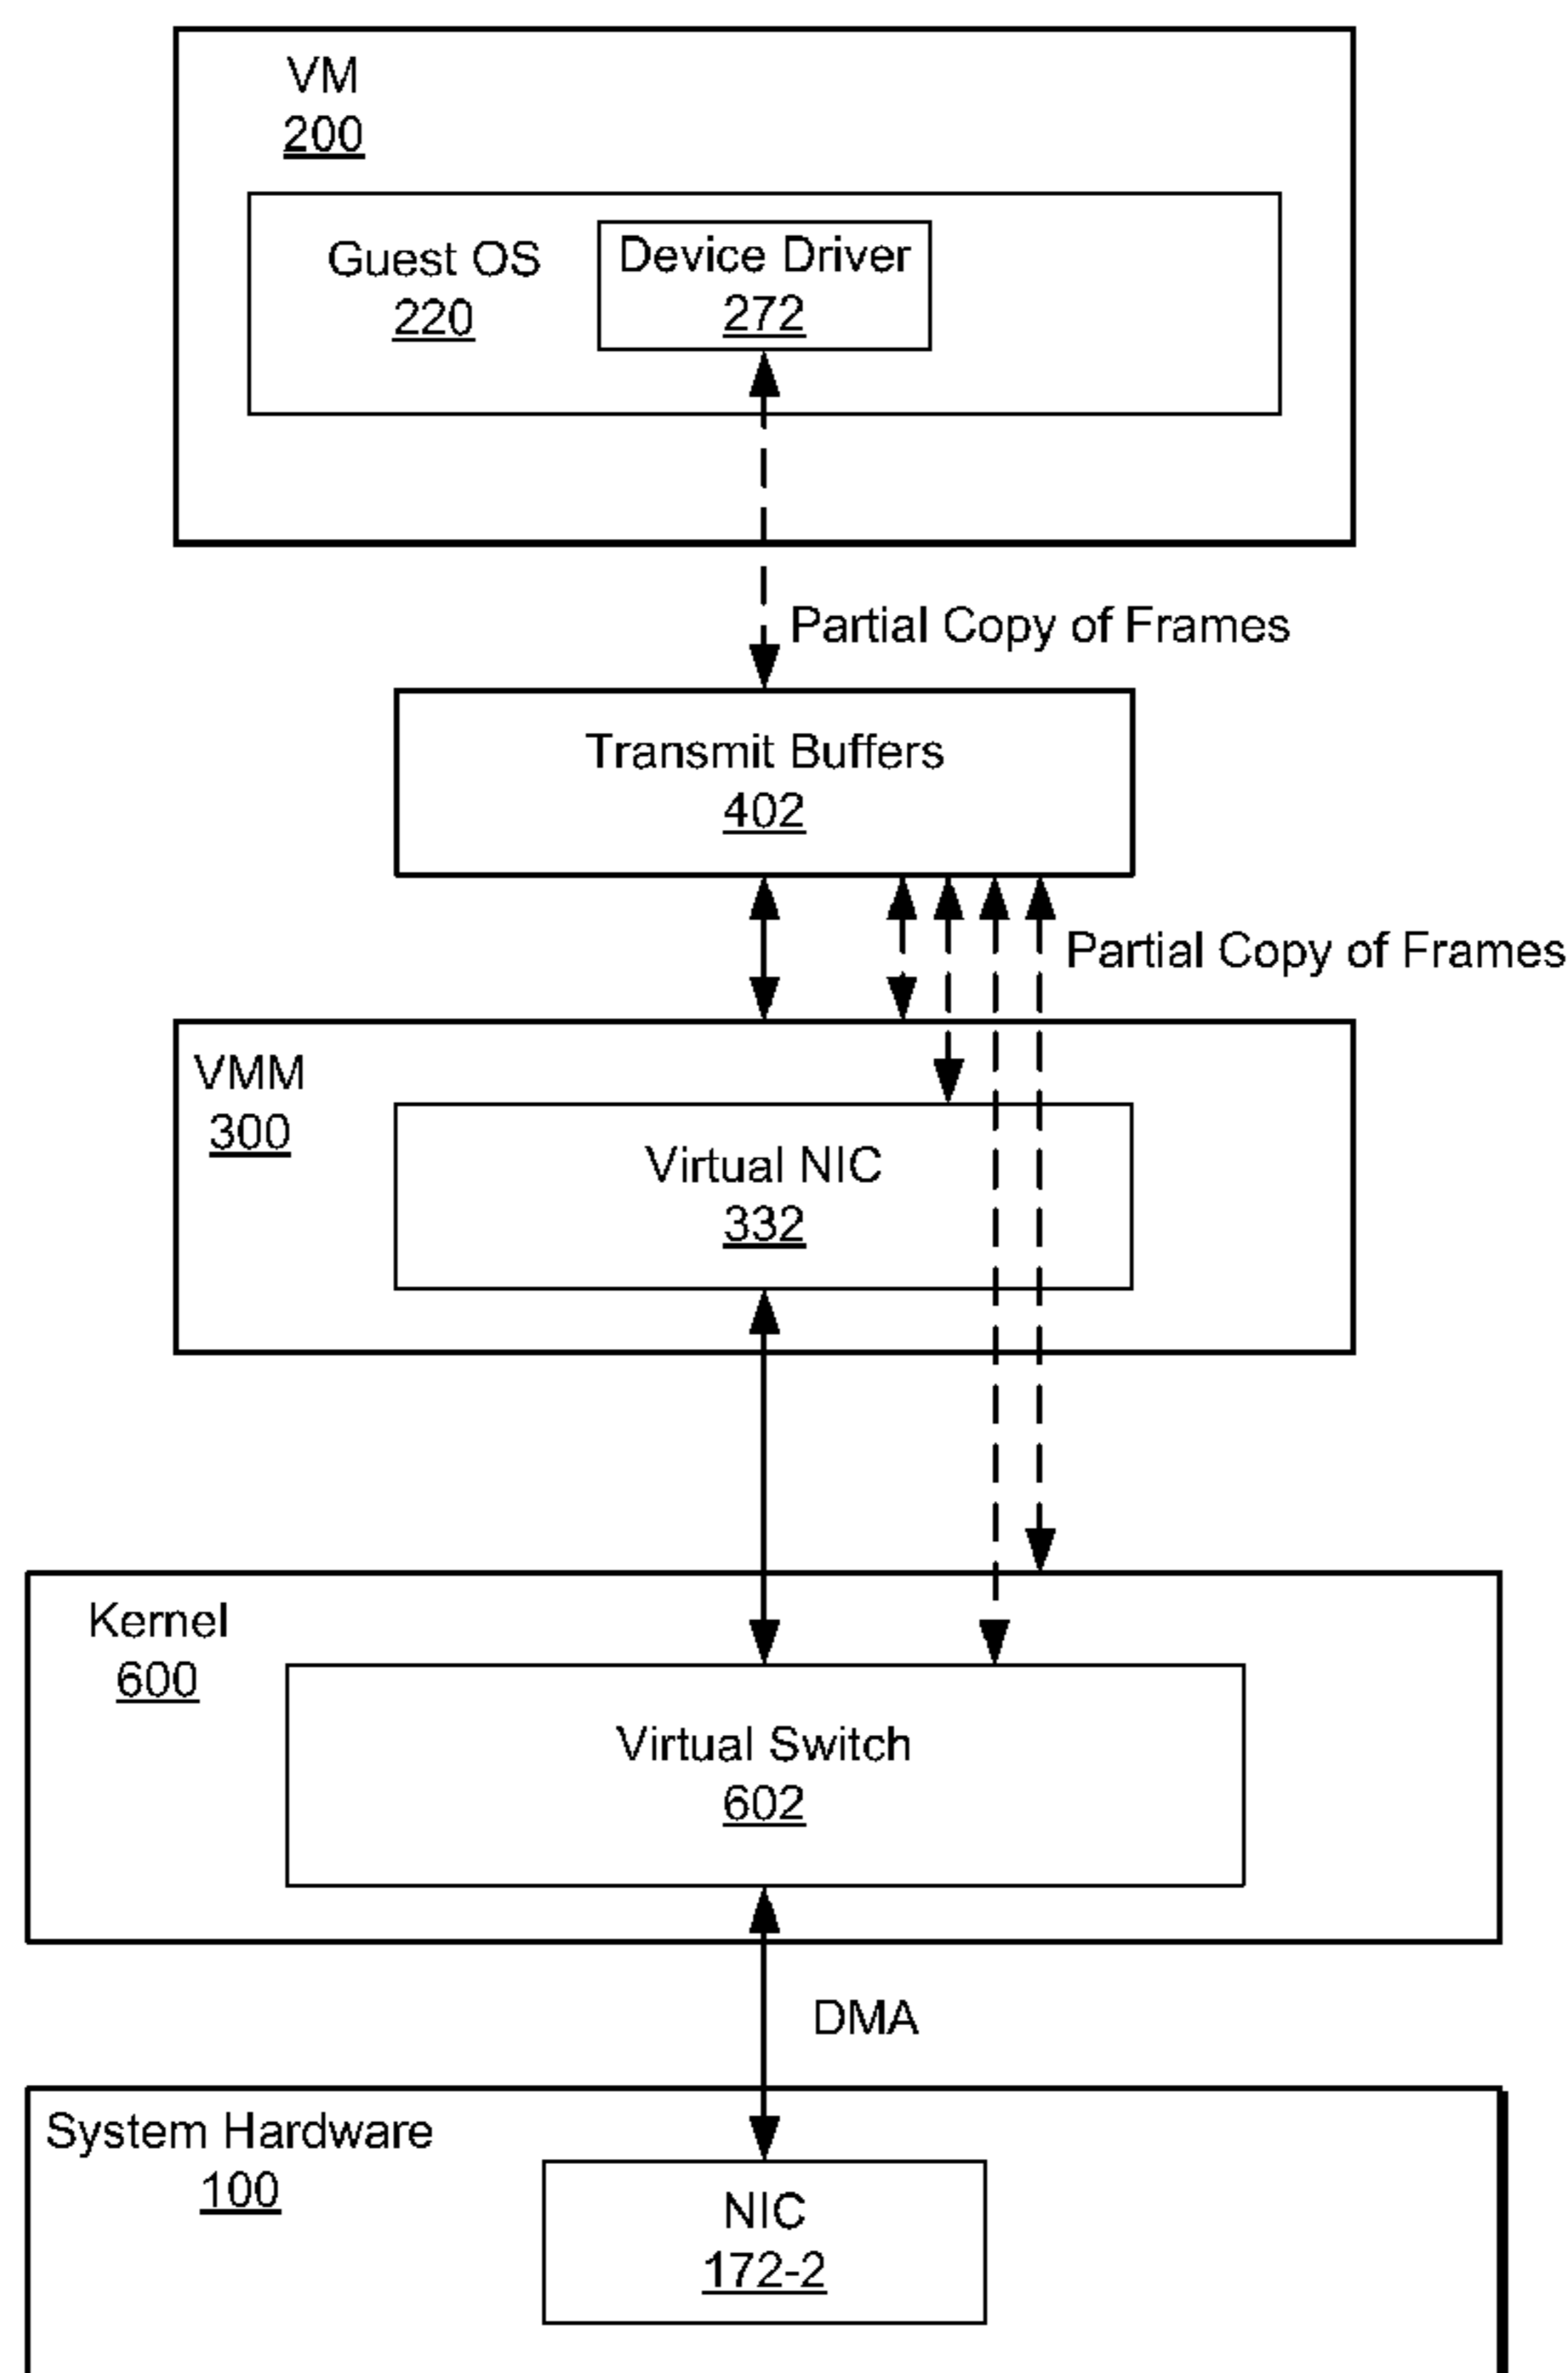 VM
200
Guest OS
220
Device Driver
272
Partial Copy of Frames
Transmit Buffers
402
Partial Copy of Frames
VMM
300
Virtual NIC
332
Kernel
600
Virtual Switch
602
DMA
System Hardware
100
NIC
172-2